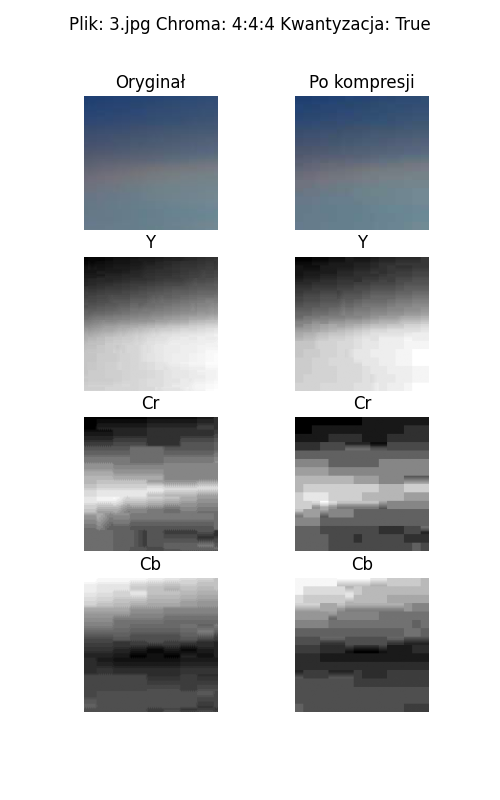 Plik: 3.jpg Chroma: 4:4:4 Kwantyzacja: True
Oryginał Po kompresji
Y Y
Cr Cr
Cb Cb